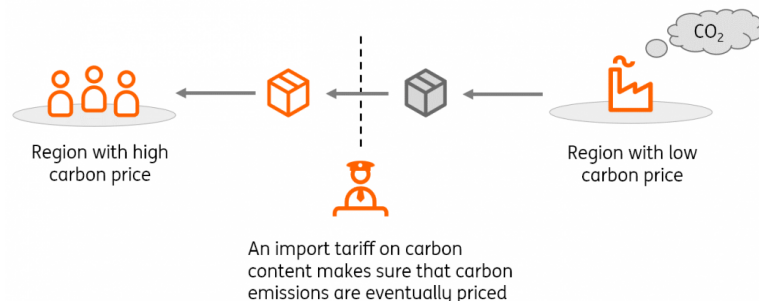 CO₂
Region with high
carbon price
Region with low
carbon price
An import tariff on carbon
content makes sure that carbon
emissions are eventually priced